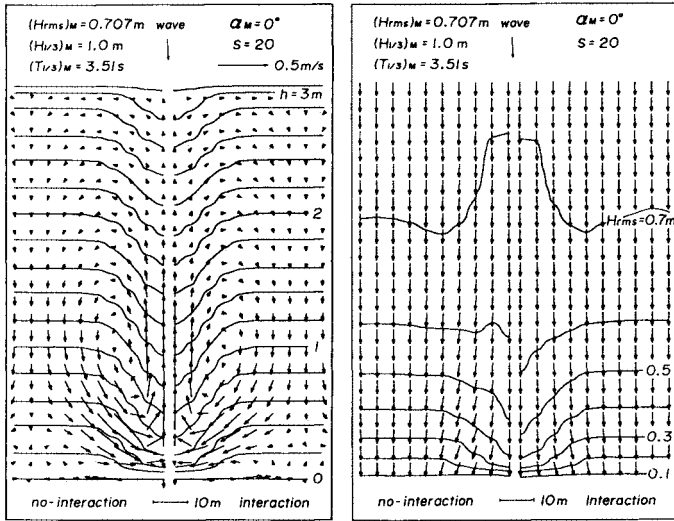 (Hrms)M=0.707m wave αM=0°
(H1/3)M=1.0 m S=20
(T1/3)M=3.51s 0.5m/s
h=3m
2
1
0
no-interaction 10m interaction
(Hrms)M=0.707m wave αM=0°
(H1/3)M=1.0m S=20
(T1/3)M=3.51s
Hrms=0.7m
0.5
0.3
0.1
no-interaction 10m interaction